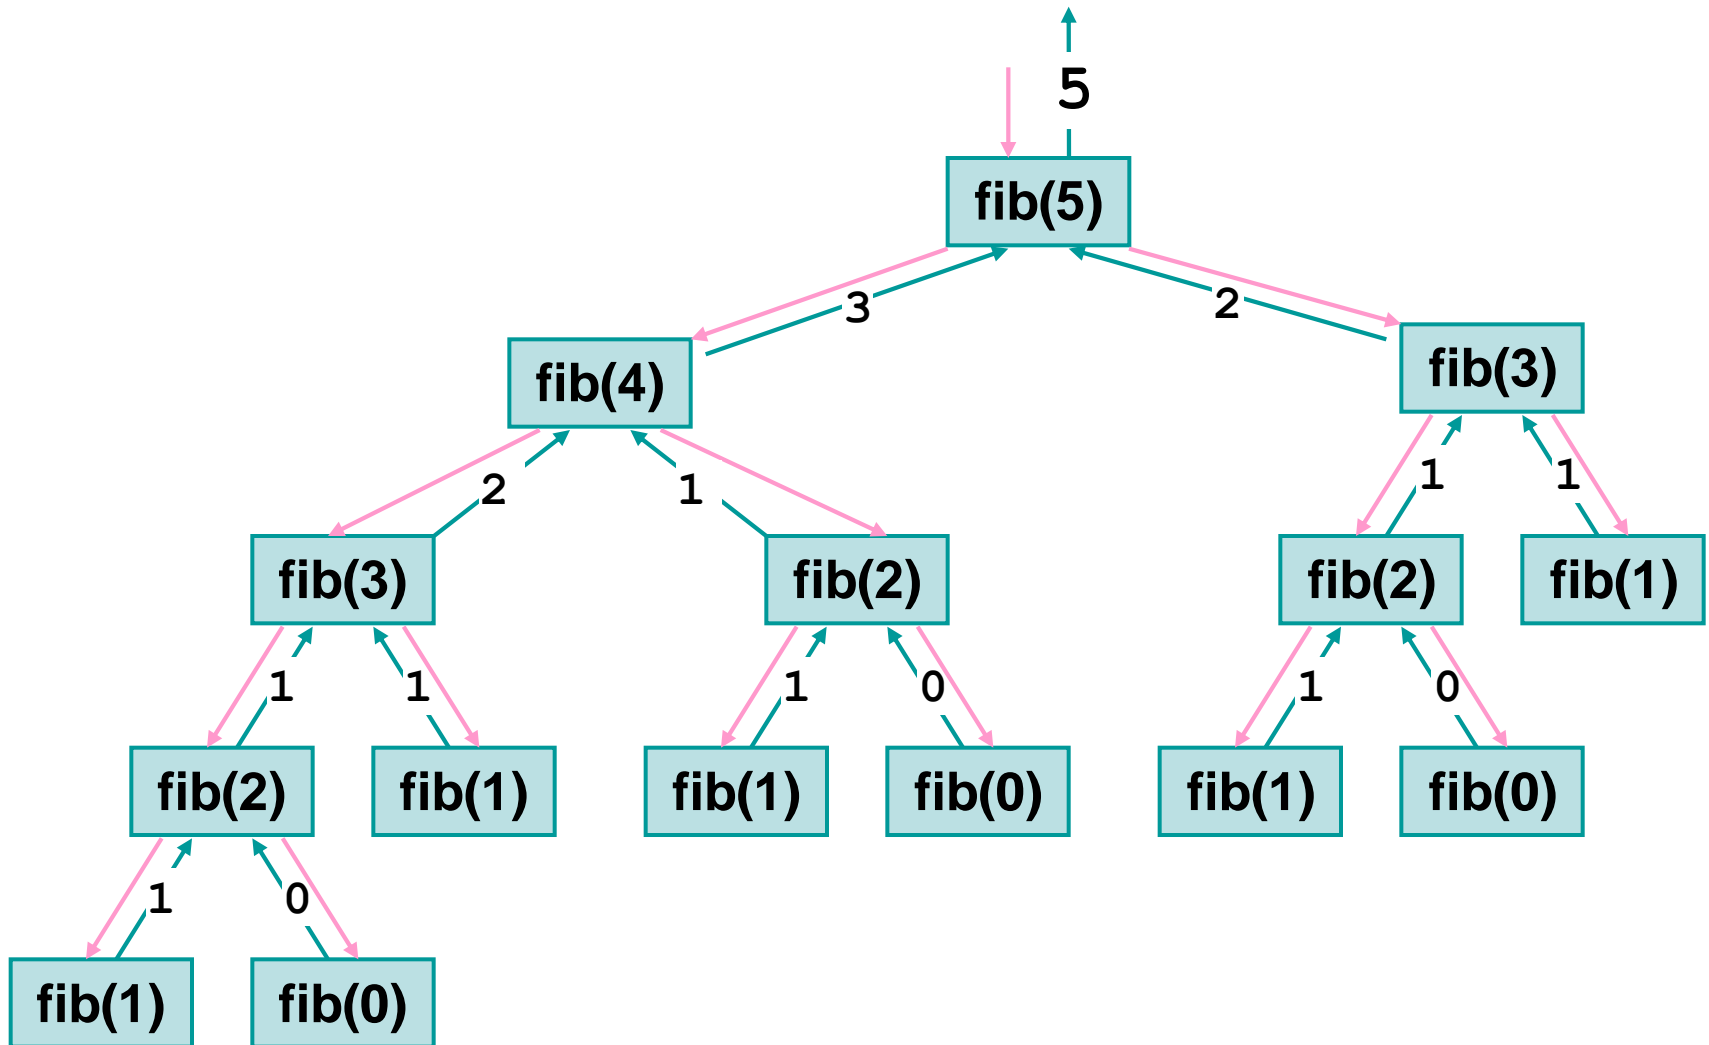 5
fib(5)
3 2
fib(4) fib(3)
2 1 1 1
fib(3) fib(2) fib(2) fib(1)
1 1 1 0 1 0
fib(2) fib(1) fib(1) fib(0) fib(1) fib(0)
1 0
fib(1) fib(0)